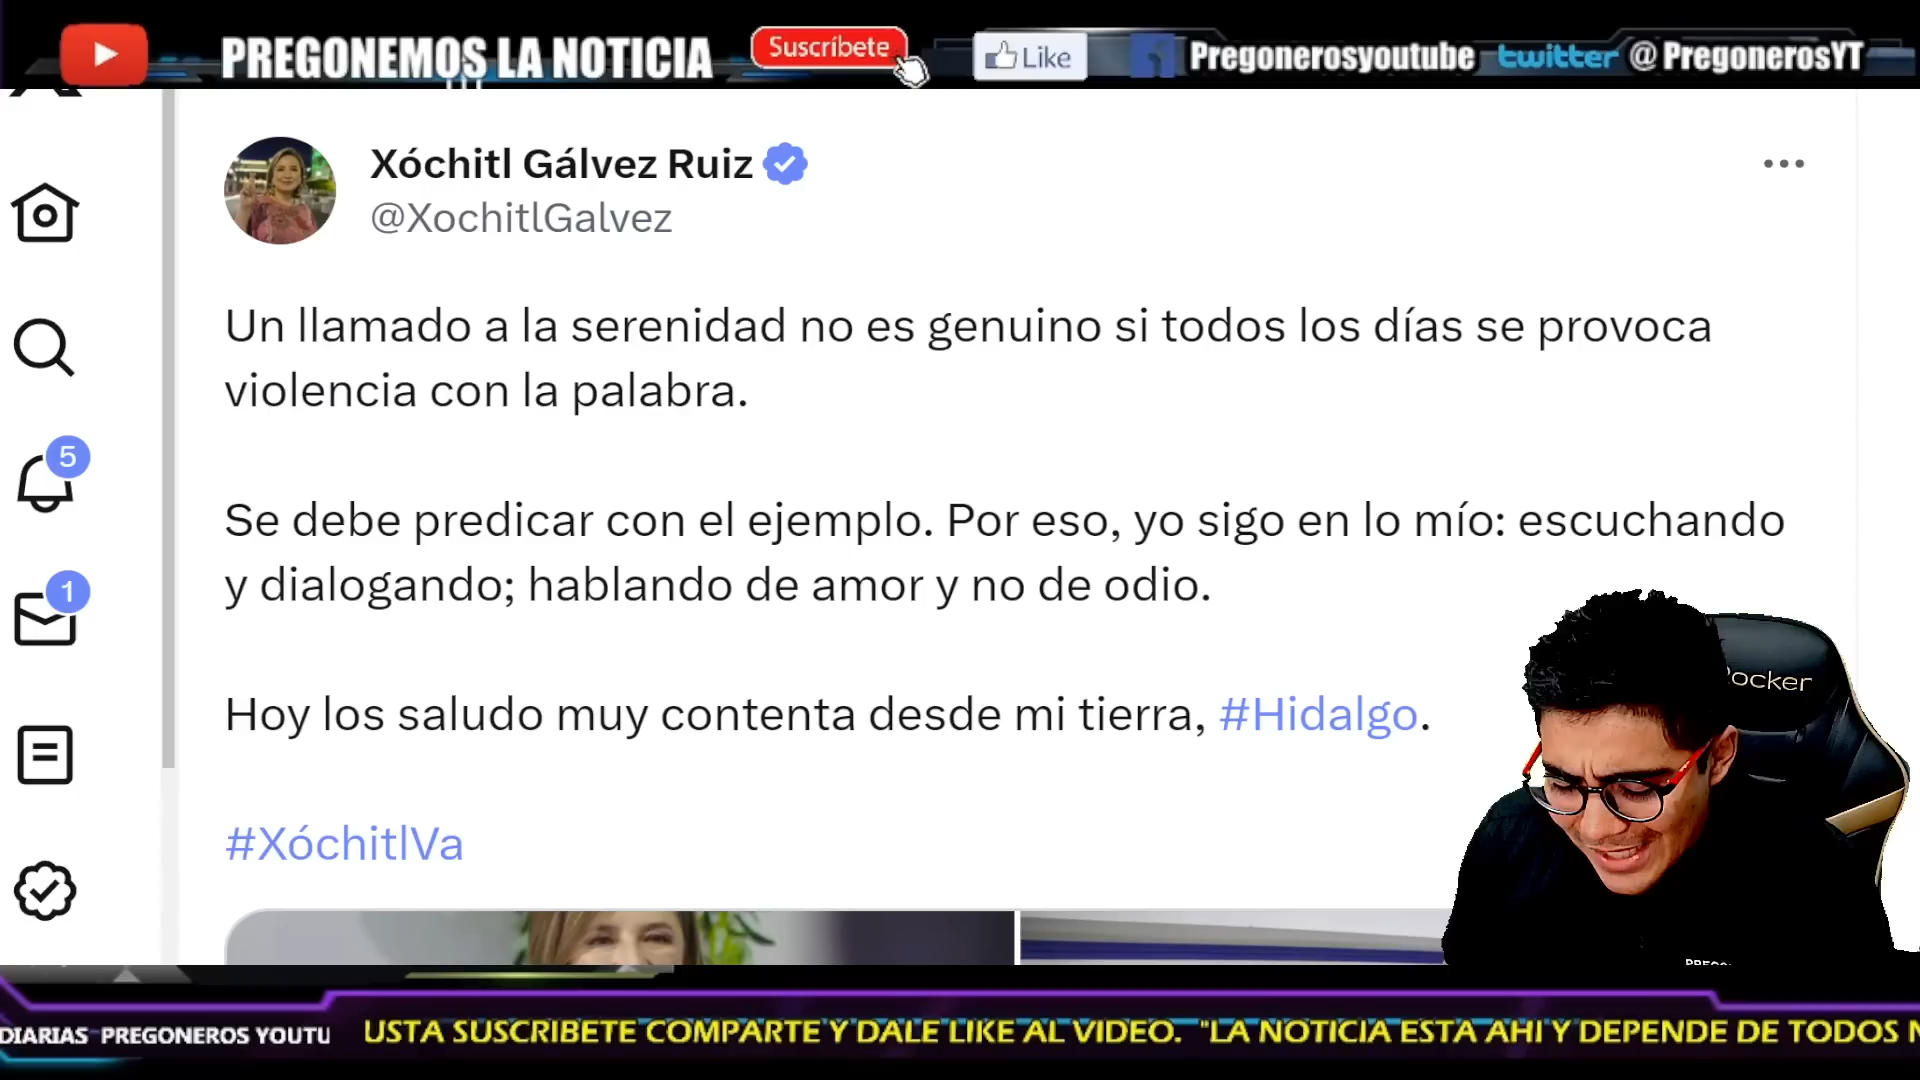 PREGONEMOS LA NOTICIA
Suscríbete
Like
Pregonerosyoutube
twitter @PregonerosYT
Xóchitl Gálvez Ruiz
@XochitlGalvez
5
1
Un llamado a la serenidad no es genuino si todos los días se provoca
violencia con la palabra.
Se debe predicar con el ejemplo. Por eso, yo sigo en lo mío: escuchando
y dialogando; hablando de amor y no de odio.
Hoy los saludo muy contenta desde mi tierra, #Hidalgo.
#XóchitlVa
DIARIAS PREGONEROS YOUTU
USTA SUSCRIBETE COMPARTE Y DALE LIKE AL VIDEO. "LA NOTICIA ESTA AHI Y DEPENDE DE TODOS